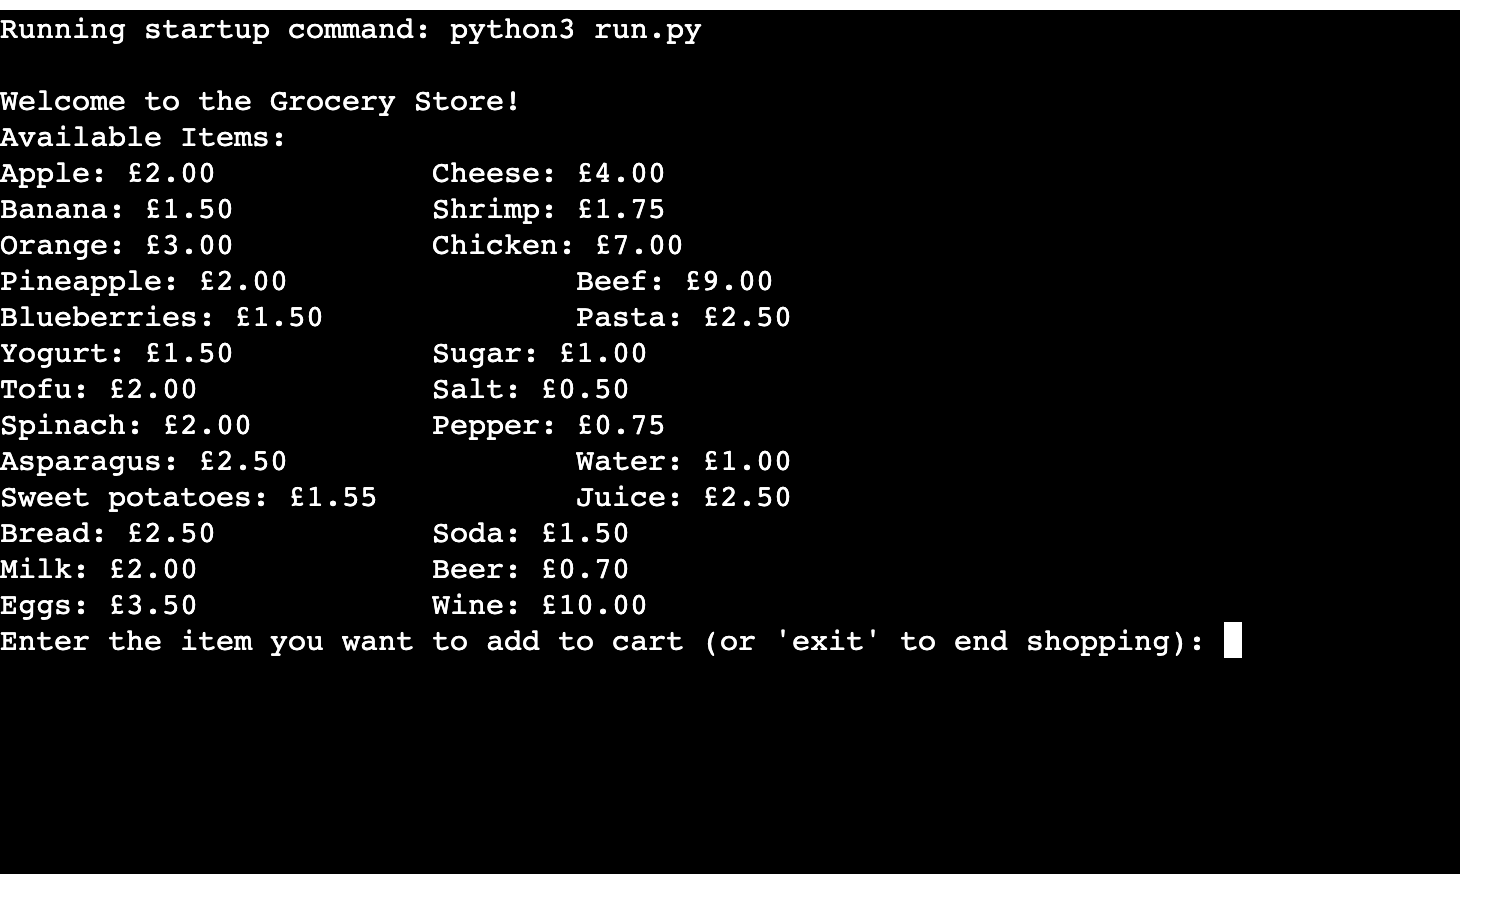 Running startup command: python3 run.py
Welcome to the Grocery Store!
Available Items:
Apple: £2.00 Cheese: £4.00
Banana: £1.50 Shrimp: £1.75
Orange: £3.00 Chicken: £7.00
Pineapple: £2.00 Beef: £9.00
Blueberries: £1.50 Pasta: £2.50
Yogurt: £1.50 Sugar: £1.00
Tofu: £2.00 Salt: £0.50
Spinach: £2.00 Pepper: £0.75
Asparagus: £2.50 Water: £1.00
Sweet potatoes: £1.55 Juice: £2.50
Bread: £2.50 Soda: £1.50
Milk: £2.00 Beer: £0.70
Eggs: £3.50 Wine: £10.00
Enter the item you want to add to cart (or 'exit' to end shopping):